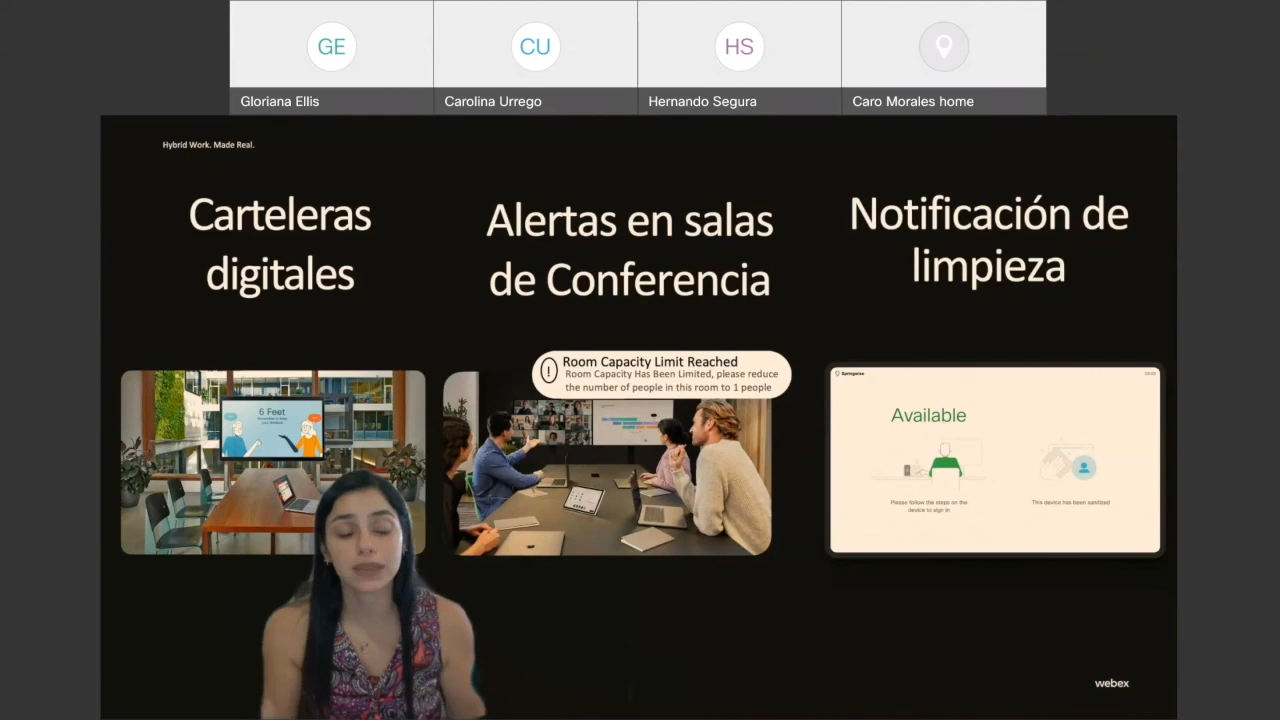 GE
CU
HS
Gloriana Ellis
Carolina Urrego
Hernando Segura
Caro Morales home
Hybrid Work. Made Real.
Carteleras
digitales
Alertas en salas
de Conferencia
Notificación de
limpieza
6 Feet
Room Capacity Limit Reached
Room Capacity Has Been Limited, please reduce
the number of people in this room to 1 people
Available
Please follow the steps on the
device to sign in
This device has been sanitized
webex